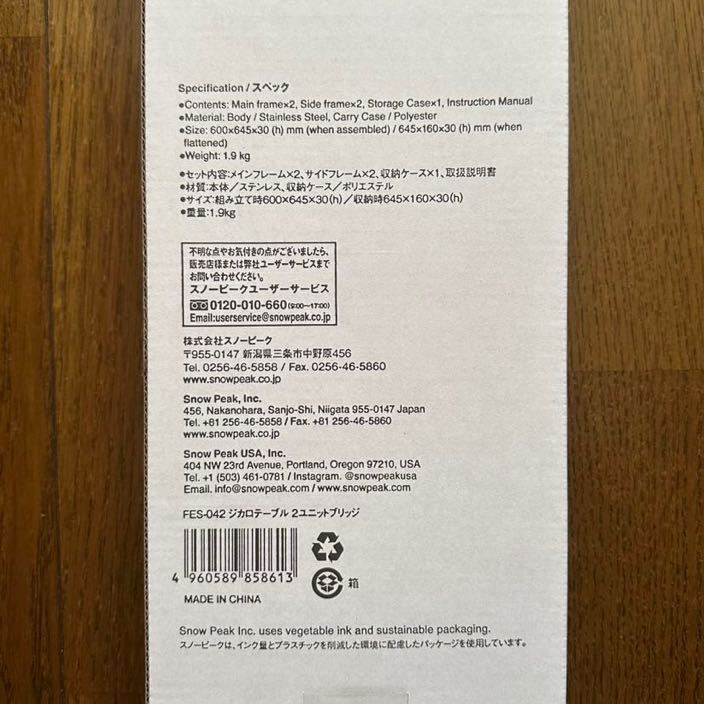 Specification / スペック
●Contents: Main frame×2, Side frame×2, Storage Case×1, Instruction Manual
●Material: Body / Stainless Steel, Carry Case / Polyester
●Size: 600×645×30 (h) mm (when assembled) / 645×160×30 (h) mm (when
flattened)
●Weight: 1.9 kg
●セット内容:メインフレーム×2、サイドフレーム×2、収納ケース×1、取扱説明書
●材質:本体／ステンレス、収納ケース／ポリエステル
●サイズ:組み立て時600×645×30(h)／収納時645×160×30(h)
●重量:1.9kg
不明な点やお気付きの点がございましたら、
販売店様または弊社ユーザーサービスまで
お問い合わせください。
スノーピークユーザーサービス
0120-010-660(9:00〜17:00)
Email:userservice@snowpeak.co.jp
株式会社スノーピーク
〒955-0147 新潟県三条市中野原456
Tel. 0256-46-5858 / Fax. 0256-46-5860
www.snowpeak.co.jp
Snow Peak, Inc.
456, Nakanohara, Sanjo-Shi, Niigata 955-0147 Japan
Tel. +81 256-46-5858 / Fax. +81 256-46-5860
www.snowpeak.co.jp
Snow Peak USA, Inc.
404 NW 23rd Avenue, Portland, Oregon 97210, USA
Tel. +1 (503) 461-0781 / Instagram. @snowpeakusa
Email. info@snowpeak.com / www.snowpeak.com
FES-042 ジカロテーブル 2ユニットブリッジ
4 960589 858613
箱
MADE IN CHINA
Snow Peak Inc. uses vegetable ink and sustainable packaging.
スノーピークは、インク量とプラスチックを削減した環境に配慮したパッケージを使用しています。